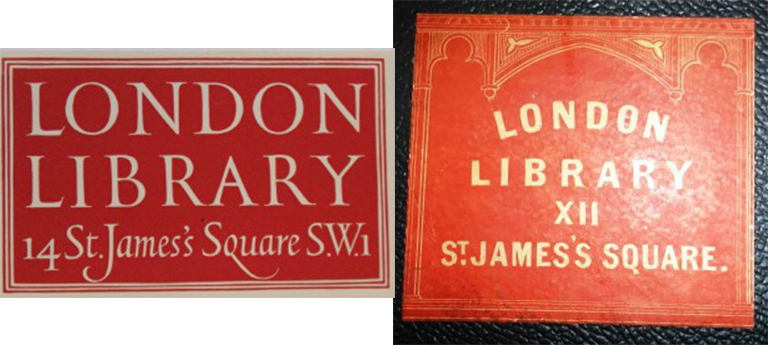 LONDON
LIBRARY
14 St. James's Square S.W.1
LONDON
LIBRARY
XII
ST. JAMES'S SQUARE.